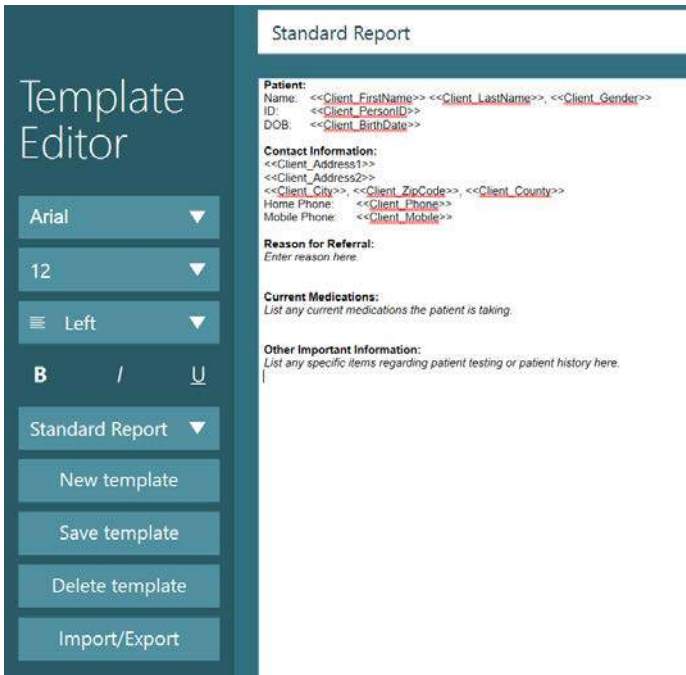 Template
Editor
Arial
12
Left
B I U
Standard Report
New template
Save template
Delete template
Import/Export
Standard Report
Patient:
Name: <<Client_FirstName>> <<Client_LastName>>, <<Client_Gender>>
ID: <<Client_PersonID>>
DOB: <<Client_BirthDate>>
Contact Information:
<<Client_Address1>>
<<Client_Address2>>
<<Client_City>>, <<Client_ZipCode>>, <<Client_County>>
Home Phone: <<Client_Phone>>
Mobile Phone: <<Client_Mobile>>
Reason for Referral:
Enter reason here
Current Medications:
List any current medications the patient is taking.
Other Important Information:
List any specific items regarding patient testing or patient history here.